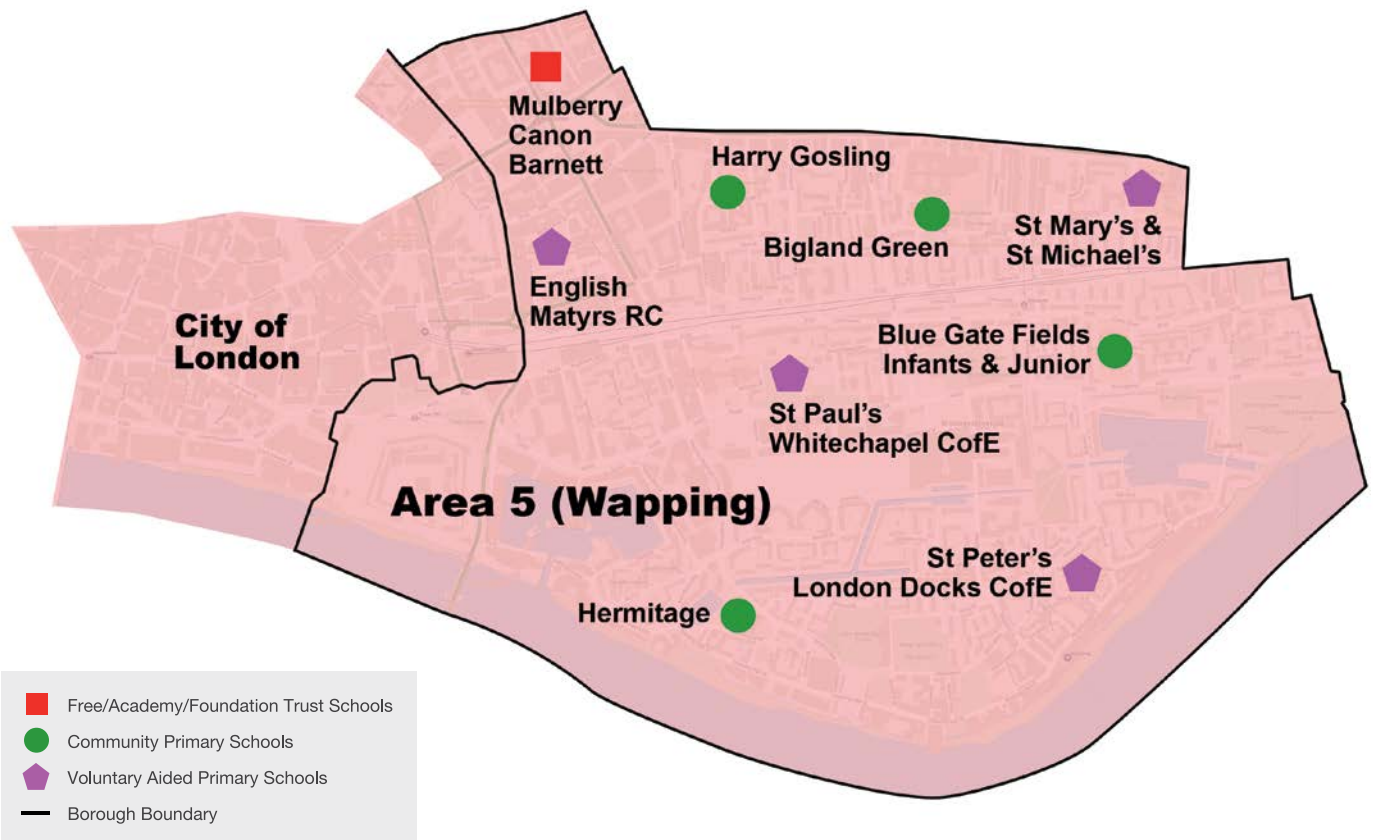 Mulberry
Canon
Barnett
Harry Gosling
Bigland Green
St Mary's &
St Michael's
English
Matyrs RC
City of
London
Blue Gate Fields
Infants & Junior
St Paul's
Whitechapel CofE
Area 5 (Wapping)
St Peter's
London Docks CofE
Hermitage
Free/Academy/Foundation Trust Schools
Community Primary Schools
Voluntary Aided Primary Schools
Borough Boundary